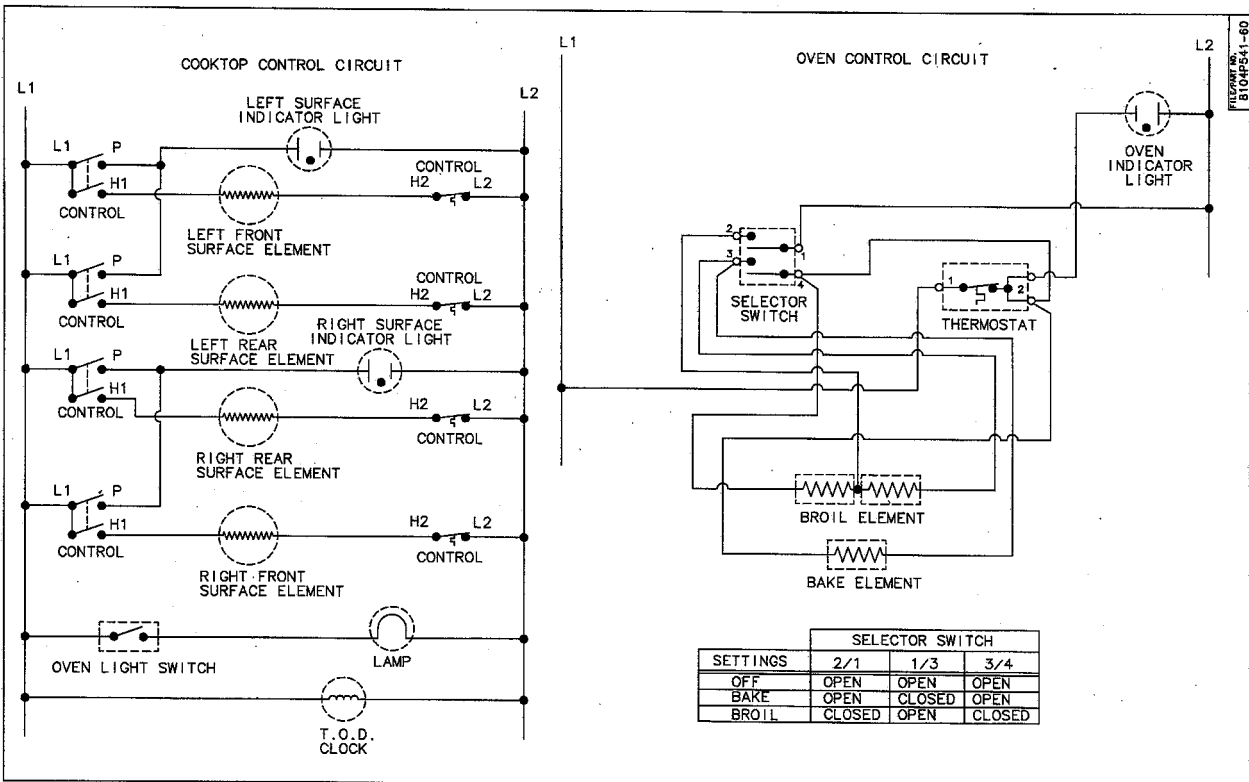 FILE/PART NO.
8104P541-60
COOKTOP CONTROL CIRCUIT
L1
L2
LEFT SURFACE
INDICATOR LIGHT
L1 P
H1
CONTROL
CONTROL
H2 L2
LEFT FRONT
SURFACE ELEMENT
L1 P
H1
CONTROL
CONTROL
H2 L2
LEFT REAR
SURFACE ELEMENT
RIGHT SURFACE
INDICATOR LIGHT
L1 P
H1
CONTROL
H2 L2
CONTROL
RIGHT REAR
SURFACE ELEMENT
L1 P
H1
CONTROL
H2 L2
CONTROL
RIGHT FRONT
SURFACE ELEMENT
OVEN LIGHT SWITCH
LAMP
T.O.D.
CLOCK
L1
OVEN CONTROL CIRCUIT
L2
OVEN
INDICATOR
LIGHT
2
1
3
4
SELECTOR
SWITCH
1
2
THERMOSTAT
BROIL ELEMENT
BAKE ELEMENT
SELECTOR SWITCH
SETTINGS 2/1 1/3 3/4
OFF OPEN OPEN OPEN
BAKE OPEN CLOSED OPEN
BROIL CLOSED OPEN CLOSED